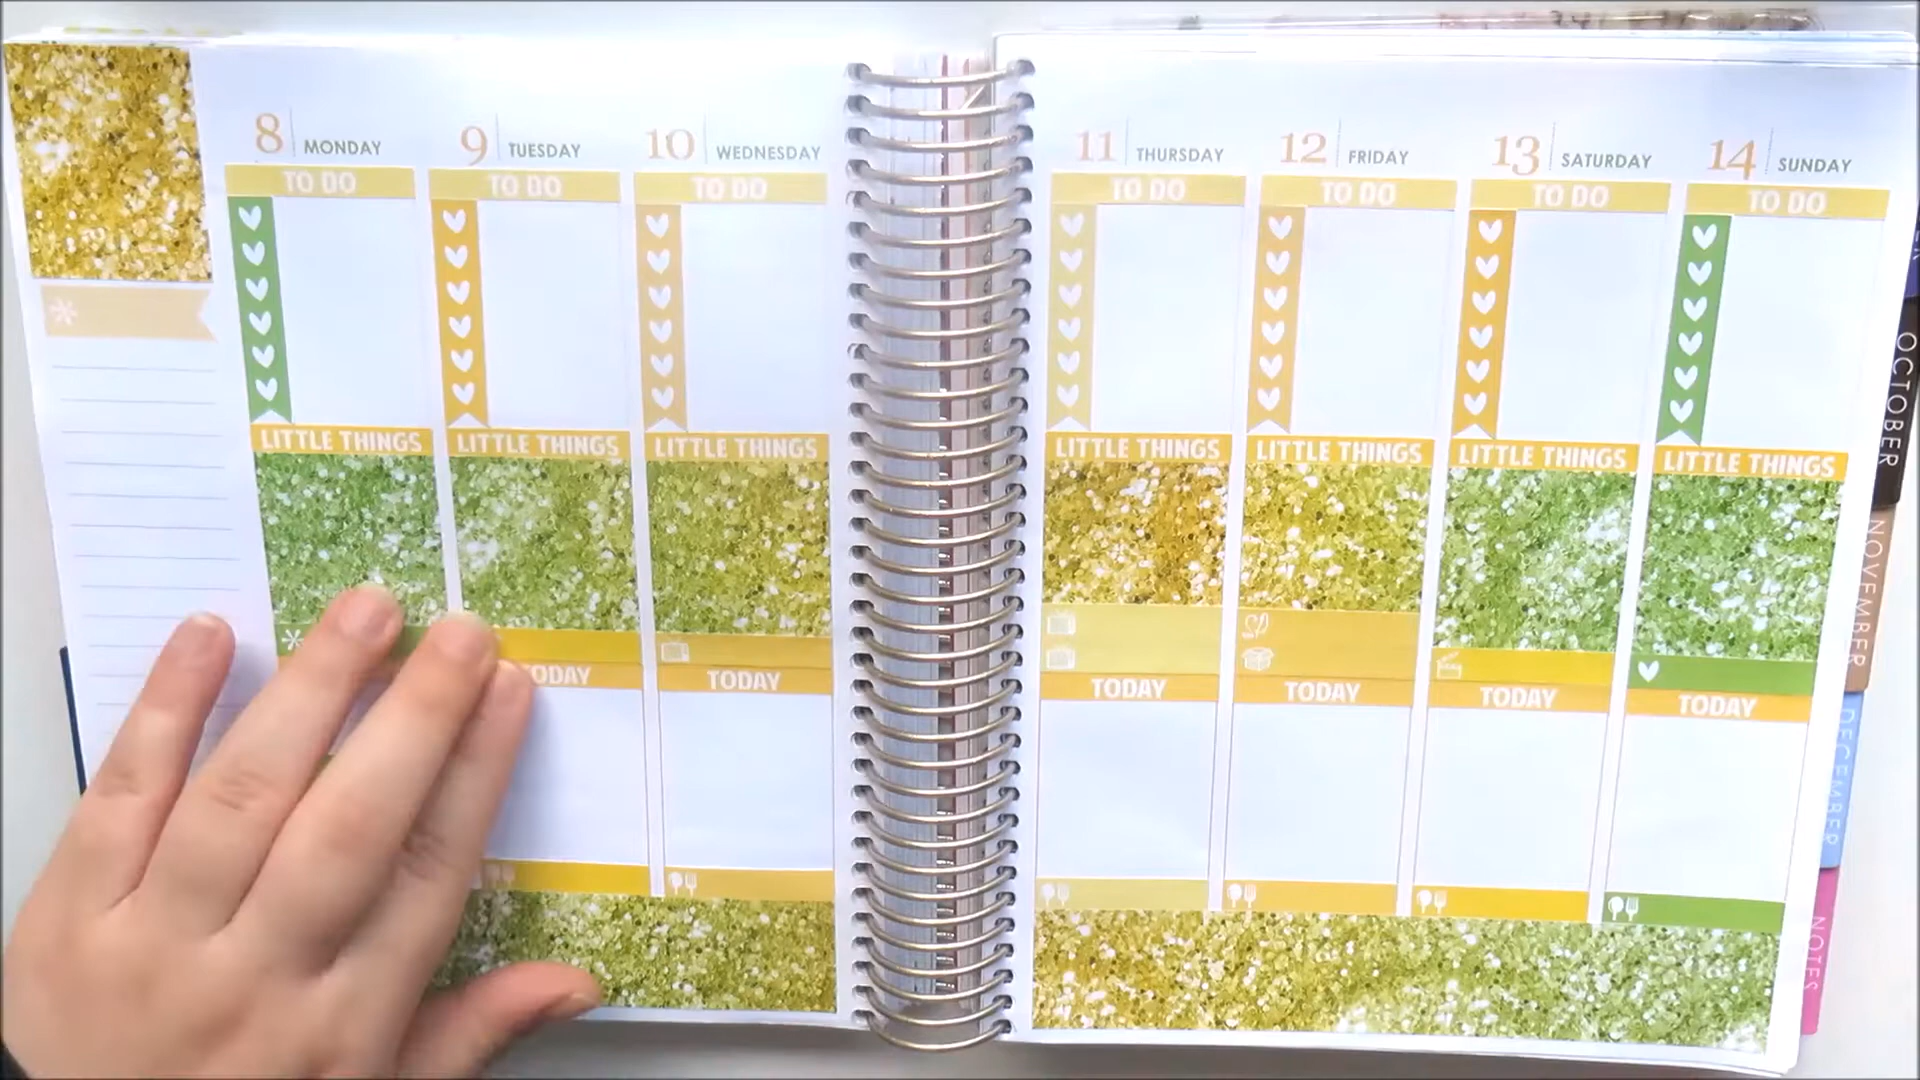 8 MONDAY
9 TUESDAY
10 WEDNESDAY
11 THURSDAY
12 FRIDAY
13 SATURDAY
14 SUNDAY
TO DO
TO DO
TO DO
TO DO
TO DO
TO DO
TO DO
LITTLE THINGS
LITTLE THINGS
LITTLE THINGS
LITTLE THINGS
LITTLE THINGS
LITTLE THINGS
LITTLE THINGS
ODAY
TODAY
TODAY
TODAY
TODAY
TODAY
OCTOBER
NOVEMBER
DECEMBER
NOTES